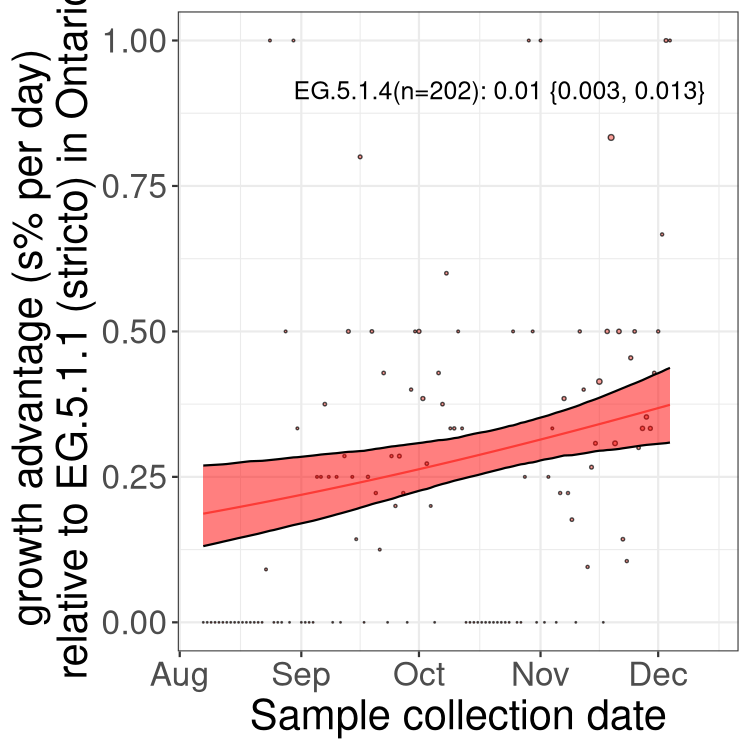 growth advantage (s% per day)
relative to EG.5.1.1 (stricto) in Ontario
1.00
0.75
0.50
0.25
0.00
EG.5.1.4(n=202): 0.01 {0.003, 0.013}
Aug Sep Oct Nov Dec
Sample collection date